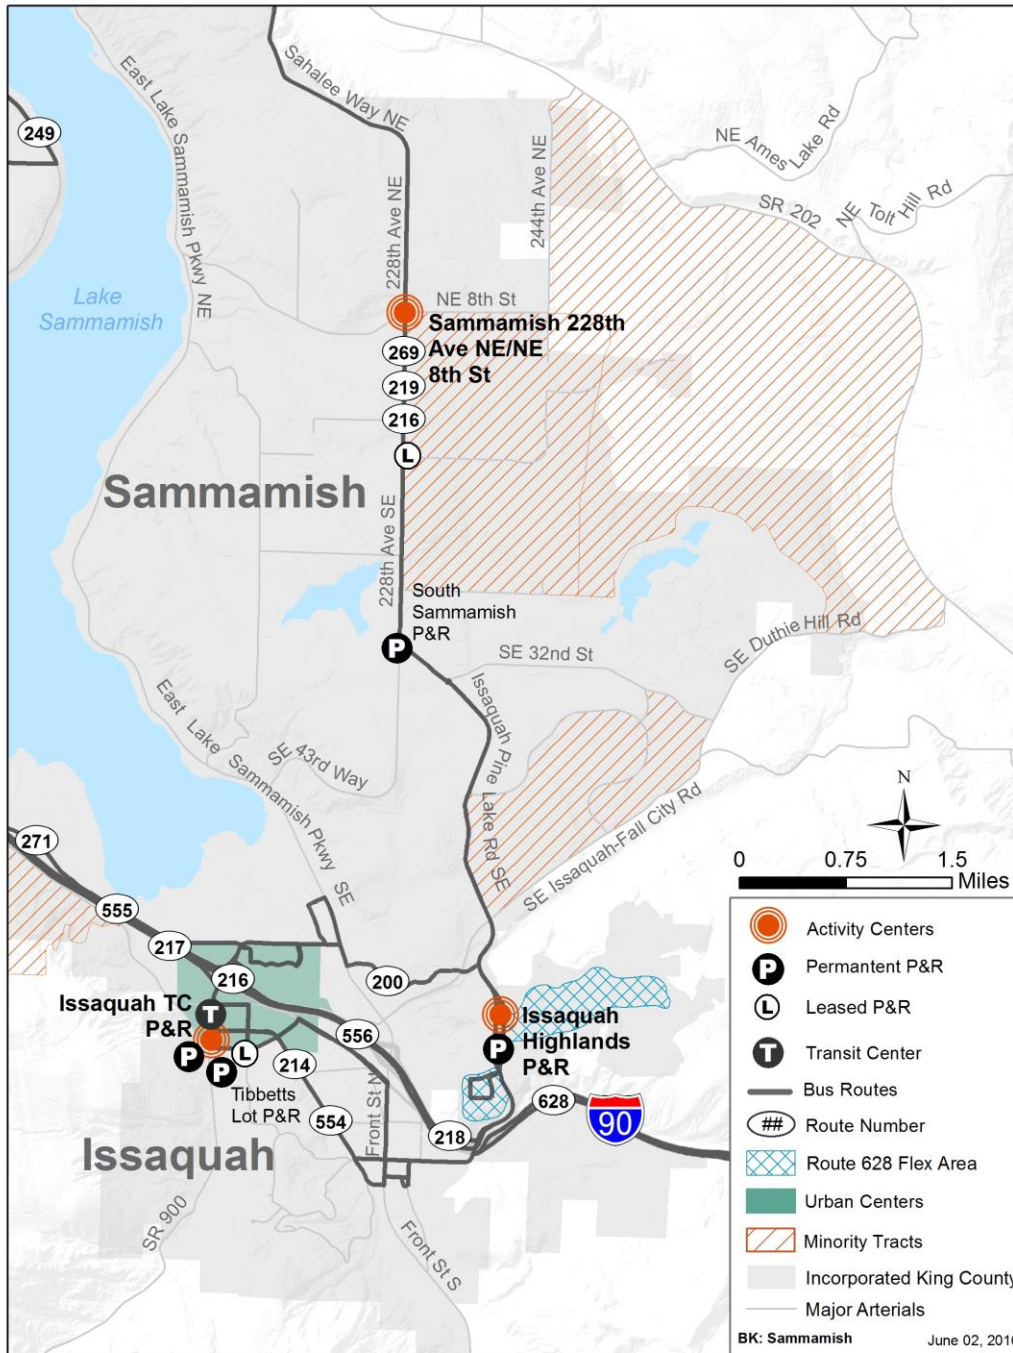 Sahalee Way NE
East Lake Sammamish Pkwy NE
249
NE Ames Lake Rd
244th Ave NE
SR 202
NE Tolt Hill Rd
228th Ave NE
Lake
Sammamish
NE 8th St
Sammamish 228th
Ave NE/NE
8th St
269
219
216
L
Sammamish
228th Ave SE
South
Sammamish
P&R
P
SE 32nd St
SE Duthie Hill Rd
Issaquah Pine Lake Rd SE
East Lake Sammamish Pkwy SE
SE 43rd Way
SE Issaquah-Fall City Rd
N
0 0.75 1.5
Miles
271
555
217
216
200
Issaquah TC
P&R
T
P
P
L
Tibbetts
Lot P&R
214
556
554
Front St N
218
628
90
Issaquah
Highlands
P&R
P
Issaquah
SR 900
Front St S
Activity Centers
P Permantent P&R
L Leased P&R
T Transit Center
Bus Routes
## Route Number
Route 628 Flex Area
Urban Centers
Minority Tracts
Incorporated King County
Major Arterials
BK: Sammamish June 02, 2016